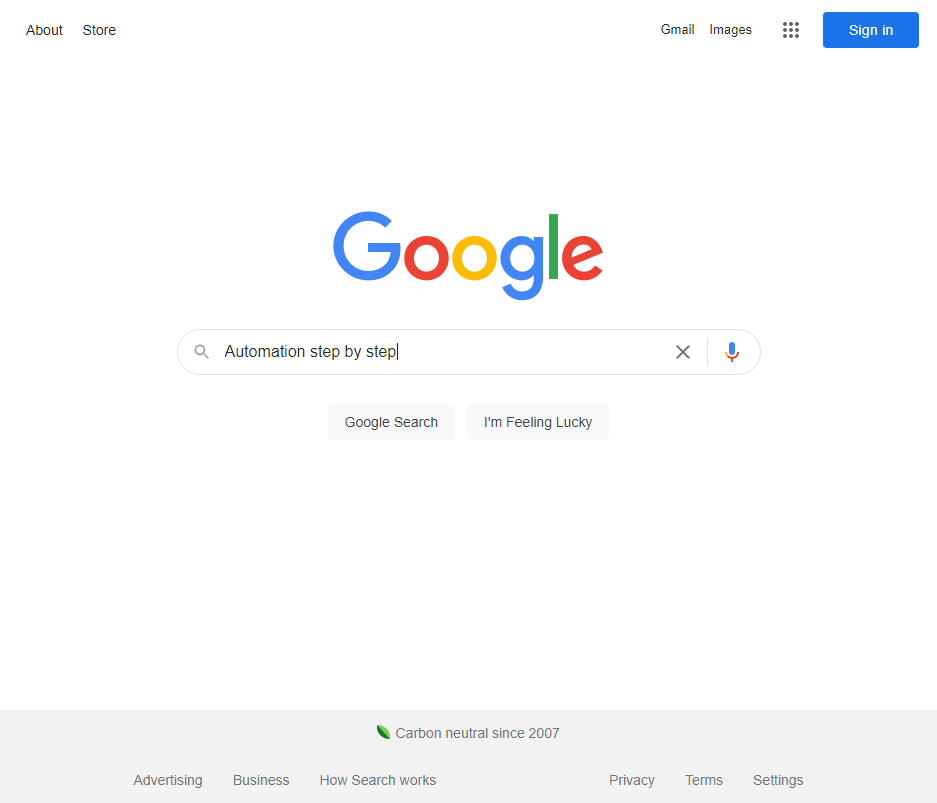 About Store Gmail Images Sign in
Google
Automation step by step
Google Search I'm Feeling Lucky
Carbon neutral since 2007
Advertising Business How Search works Privacy Terms Settings